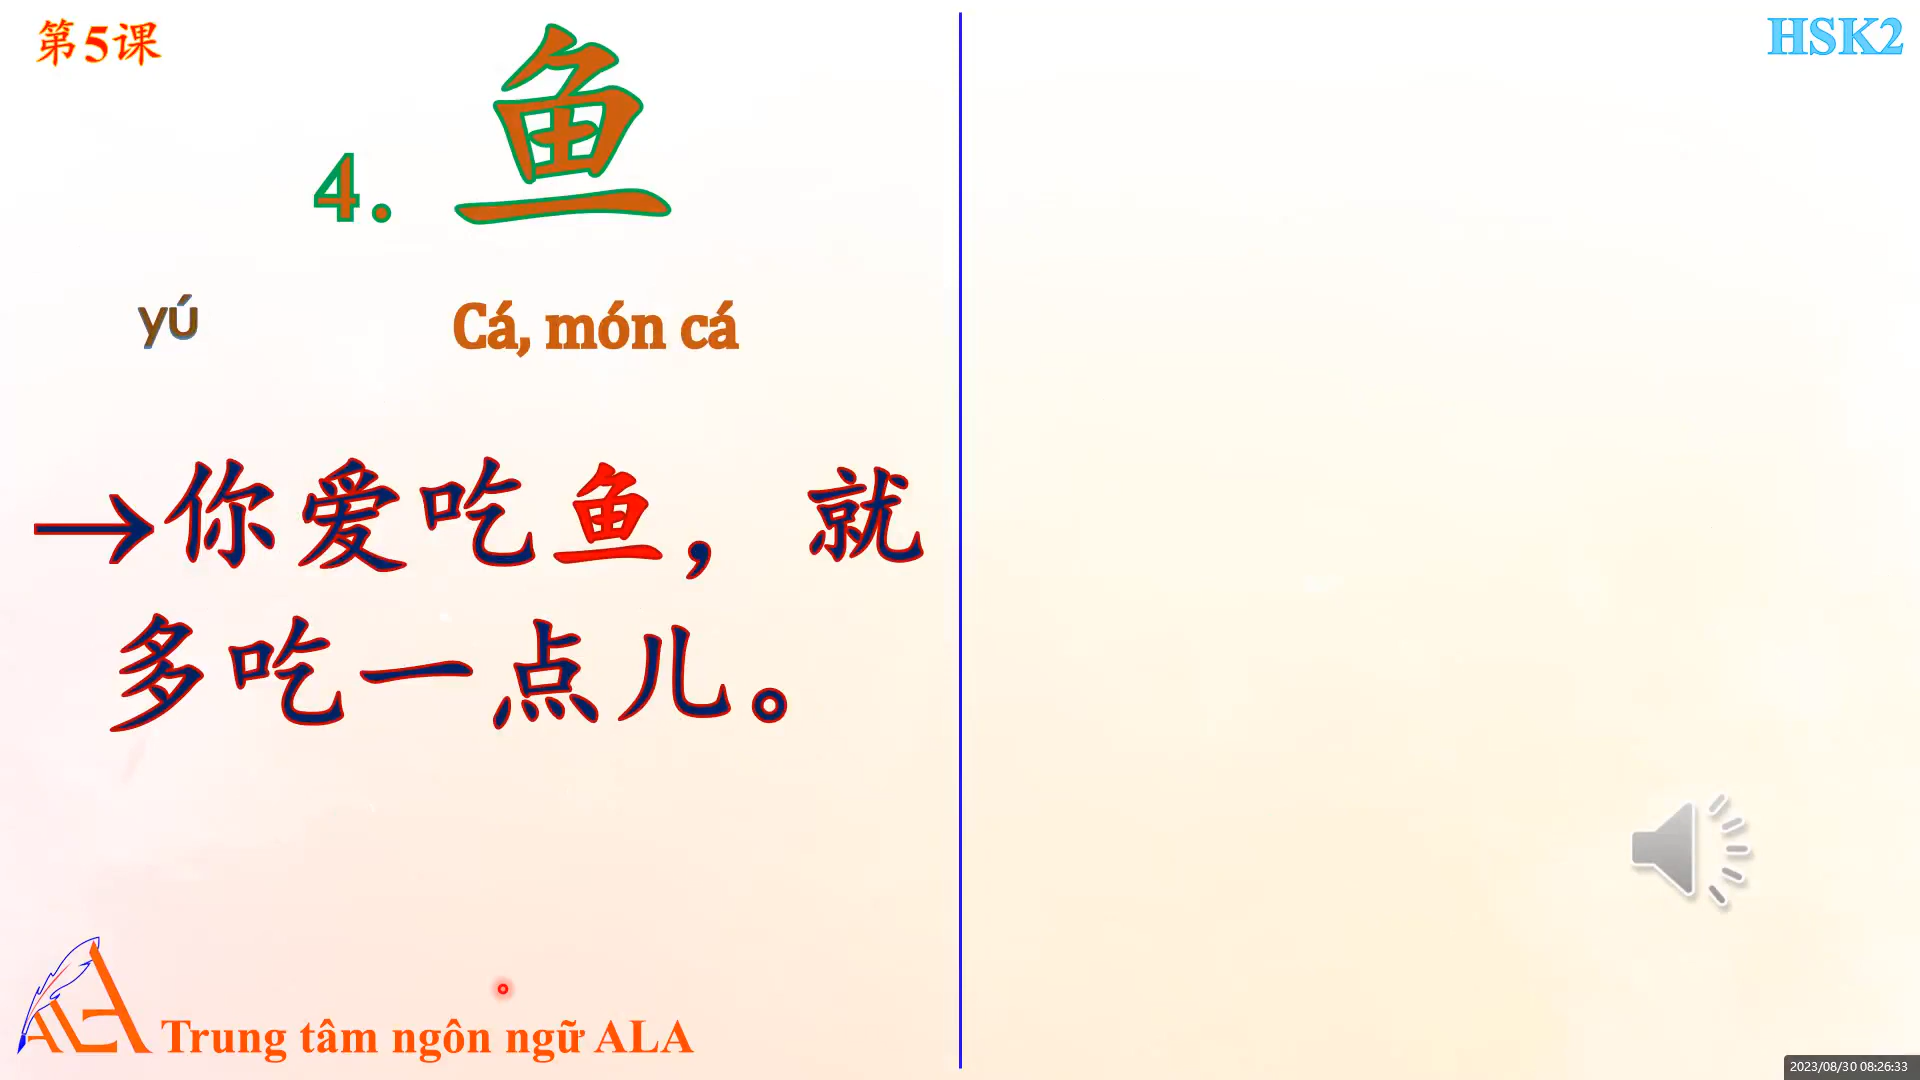 第5课
HSK2
4. 鱼
yú
Cá, món cá
→你爱吃鱼，就
多吃一点儿。
ALA
Trung tâm ngôn ngữ ALA
2023/08/30 08:26:33